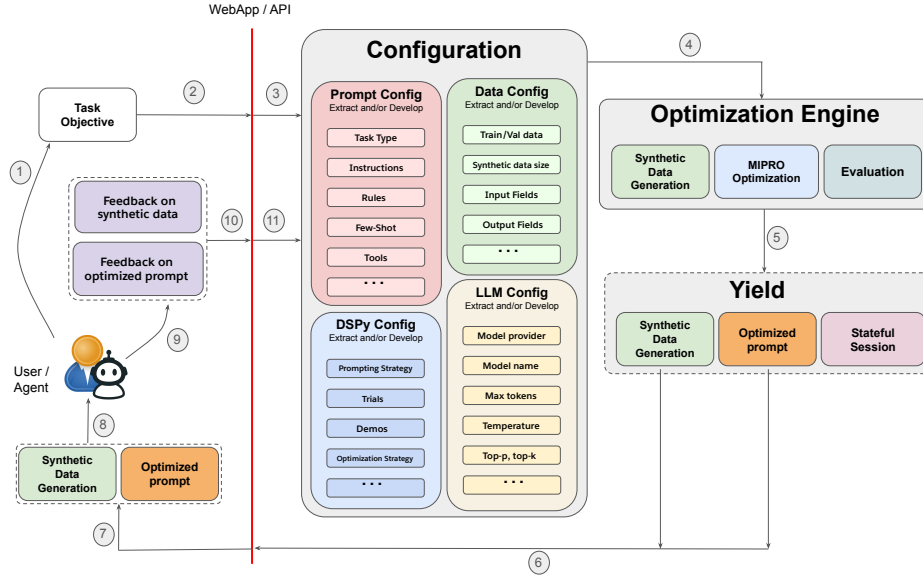 WebApp / API
Configuration
4
2
3
Prompt Config
Extract and/or Develop
Task Type
Instructions
Rules
Few-Shot
Tools
...
Data Config
Extract and/or Develop
Train/Val data
Synthetic data size
Input Fields
Output Fields
...
DSPy Config
Extract and/or Develop
Prompting Strategy
Trials
Demos
Optimization Strategy
...
LLM Config
Extract and/or Develop
Model provider
Model name
Max tokens
Temperature
Top-p, top-k
...
Task
Objective
1
Feedback on
synthetic data
Feedback on
optimized prompt
10
11
9
User /
Agent
8
Synthetic
Data
Generation
Optimized
prompt
7
6
Optimization Engine
Synthetic
Data
Generation
MIPRO
Optimization
Evaluation
5
Yield
Synthetic
Data
Generation
Optimized
prompt
Stateful
Session